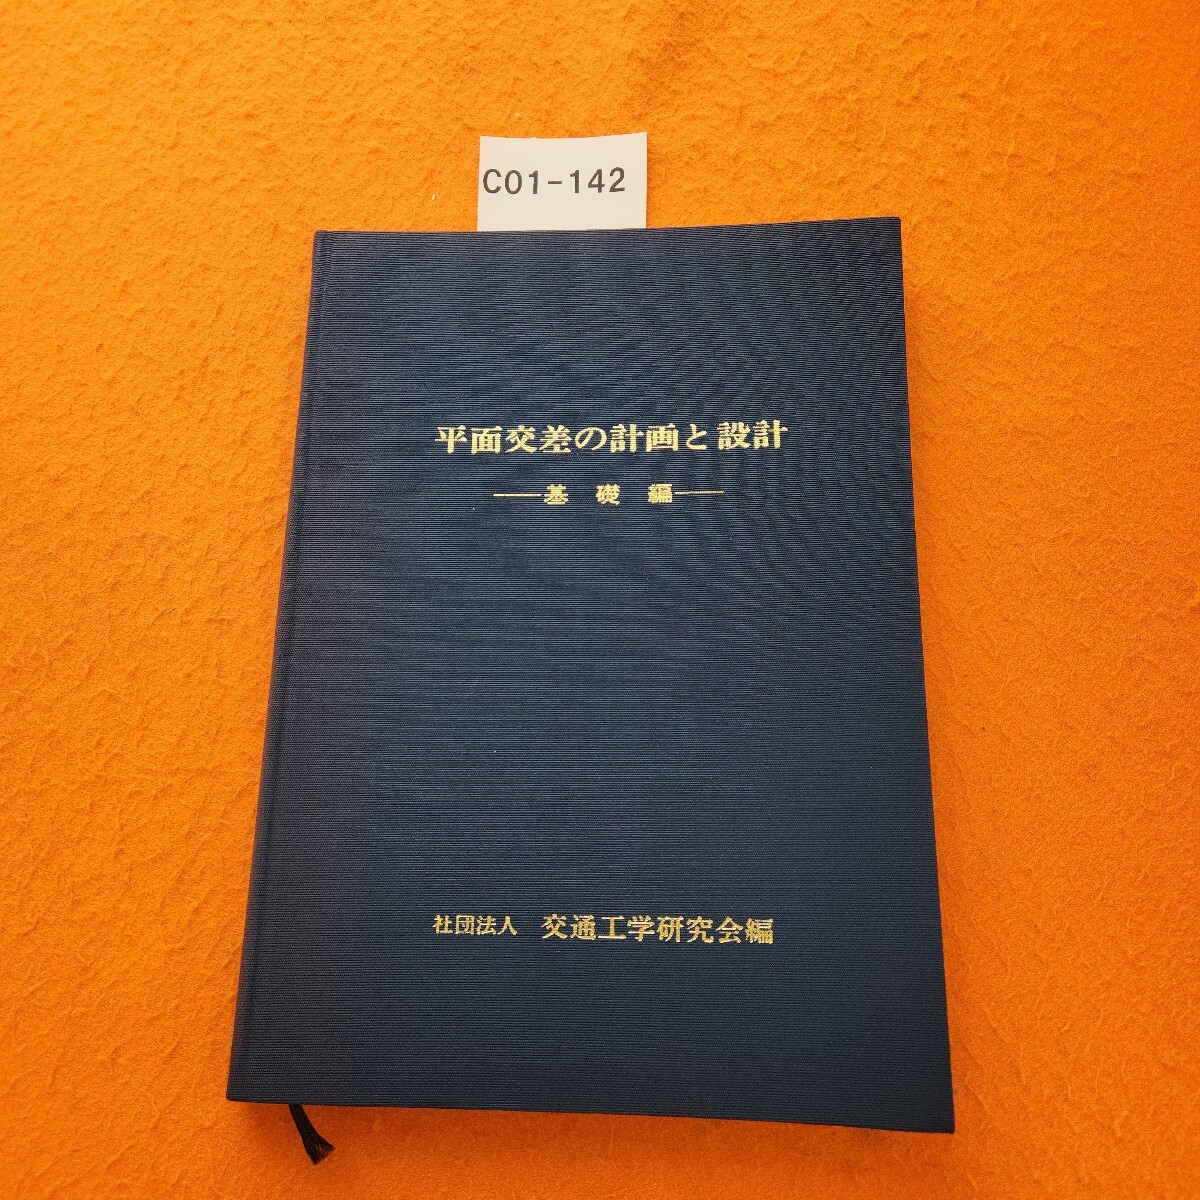 C01-142
平面交差の計画と設計
——基 礎 編——
社団法人 交通工学研究会編